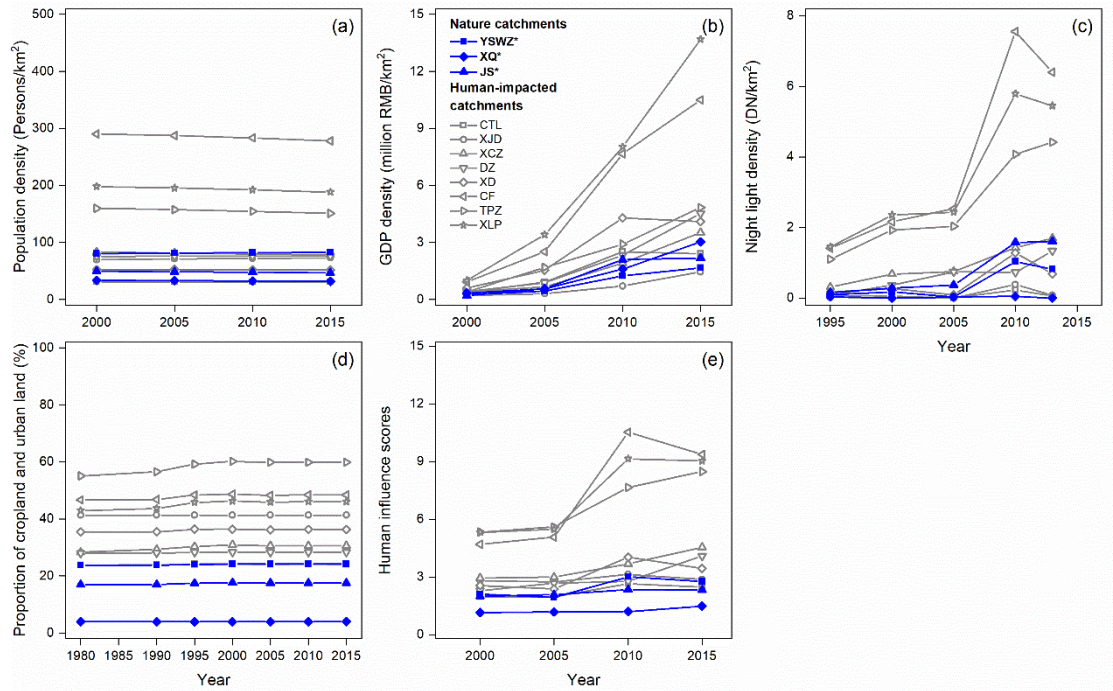 (a)
Population density (Persons/km²)
500
400
300
200
100
0
2000
2005
2010
2015
(b)
GDP density (million RMB/km²)
15
12
9
6
3
0
Nature catchments
YSWZ*
XQ*
JS*
Human-impacted
catchments
CTL
XJD
XCZ
DZ
XD
CF
TPZ
XLP
2000
2005
2010
2015
(c)
Night light density (DN/km²)
8
6
4
2
0
1995
2000
2005
2010
2015
Year
(d)
Proportion of cropland and urban land (%)
100
80
60
40
20
0
1980
1985
1990
1995
2000
2005
2010
2015
Year
(e)
Human influence scores
15
12
9
6
3
0
2000
2005
2010
2015
Year